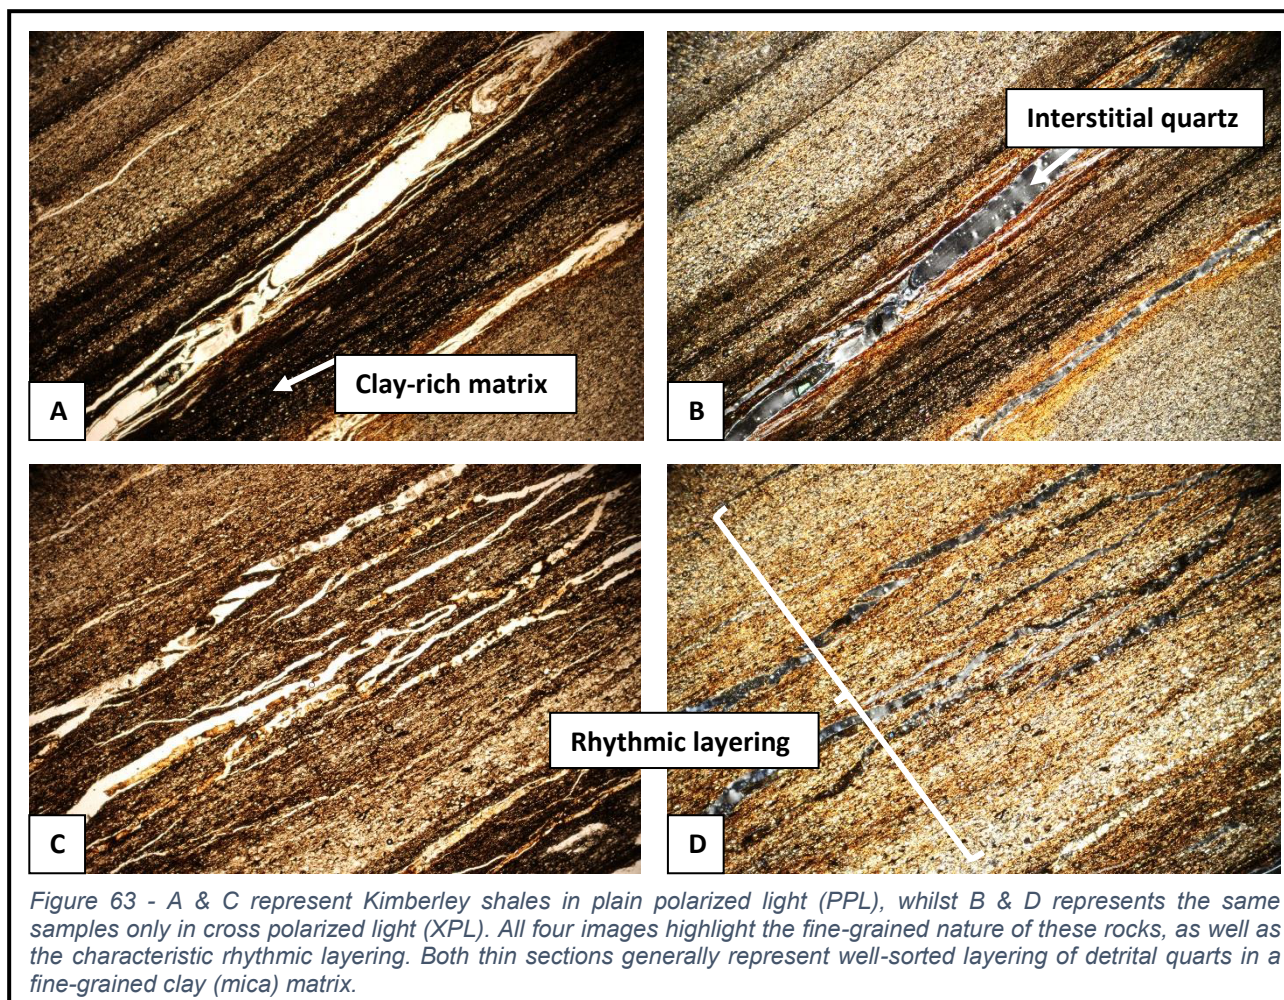 Interstitial quartz
Clay-rich matrix
A
B
Rhythmic layering
C
D
Figure 63 - A & C represent Kimberley shales in plain polarized light (PPL), whilst B & D represents the same
samples only in cross polarized light (XPL). All four images highlight the fine-grained nature of these rocks, as well as
the characteristic rhythmic layering. Both thin sections generally represent well-sorted layering of detrital quarts in a
fine-grained clay (mica) matrix.